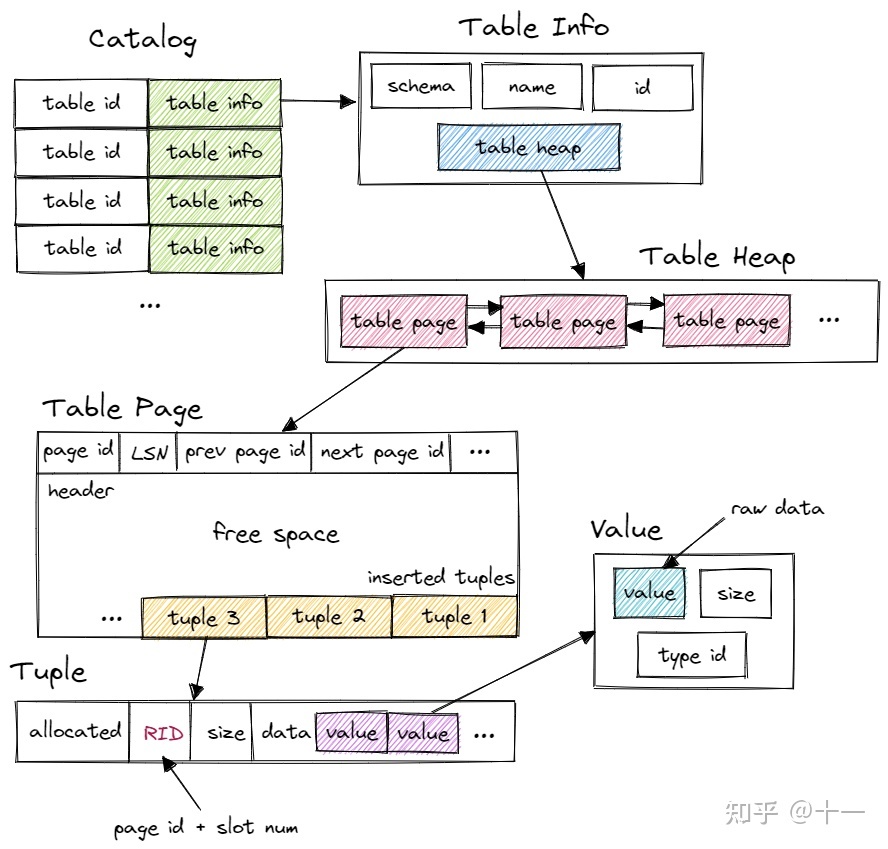 Catalog
table id table info
table id table info
table id table info
table id table info
...
Table Info
schema name id
table heap
Table Heap
table page table page table page ...
Table Page
page id LSN prev page id next page id ...
header
free space
inserted tuples
... tuple 3 tuple 2 tuple 1
Value
raw data
value size
type id
Tuple
allocated RID size data value value ...
page id + slot num
知乎 @十一